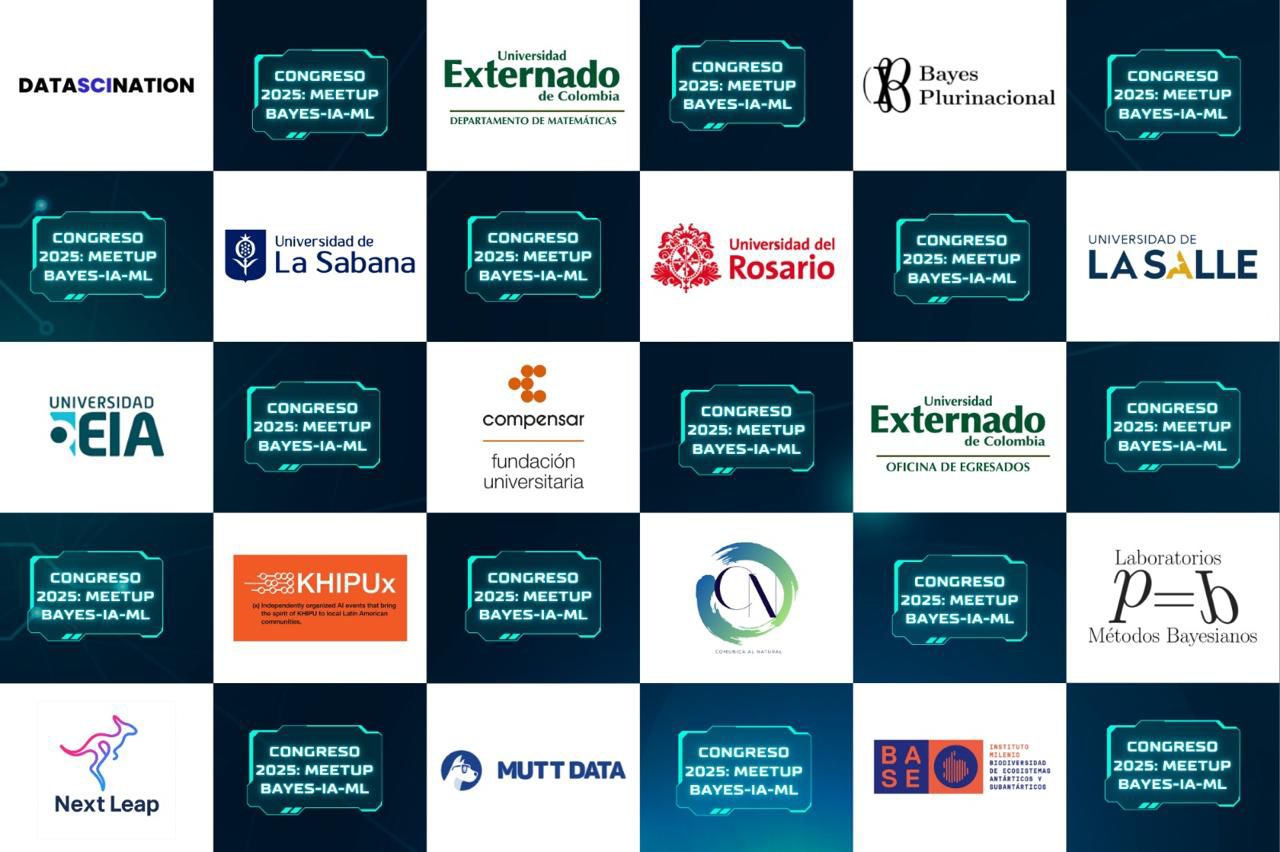 DATASCINATION
CONGRESO
2025: MEETUP
BAYES-IA-ML
Universidad
Externado
de Colombia
DEPARTAMENTO DE MATEMÁTICAS
CONGRESO
2025: MEETUP
BAYES-IA-ML
Bayes
Plurinacional
CONGRESO
2025: MEETUP
BAYES-IA-ML
CONGRESO
2025: MEETUP
BAYES-IA-ML
Universidad de
La Sabana
CONGRESO
2025: MEETUP
BAYES-IA-ML
Universidad del
Rosario
CONGRESO
2025: MEETUP
BAYES-IA-ML
UNIVERSIDAD DE
LA SALLE
UNIVERSIDAD
EIA
CONGRESO
2025: MEETUP
BAYES-IA-ML
compensar
fundación
universitaria
CONGRESO
2025: MEETUP
BAYES-IA-ML
Universidad
Externado
de Colombia
OFICINA DE EGRESADOS
CONGRESO
2025: MEETUP
BAYES-IA-ML
CONGRESO
2025: MEETUP
BAYES-IA-ML
KHIPUx
(x) Independently organized AI events that bring
the spirit of KHIPU to local Latin American
communities.
CONGRESO
2025: MEETUP
BAYES-IA-ML
CN
COMUNICA AL NATURAL
CONGRESO
2025: MEETUP
BAYES-IA-ML
Laboratorios
p=b
Métodos Bayesianos
Next Leap
CONGRESO
2025: MEETUP
BAYES-IA-ML
MUTT DATA
CONGRESO
2025: MEETUP
BAYES-IA-ML
BA
SE
INSTITUTO
MILENIO
BIODIVERSIDAD
DE ECOSISTEMAS
ANTÁRTICOS Y
SUBANTÁRTICOS
CONGRESO
2025: MEETUP
BAYES-IA-ML